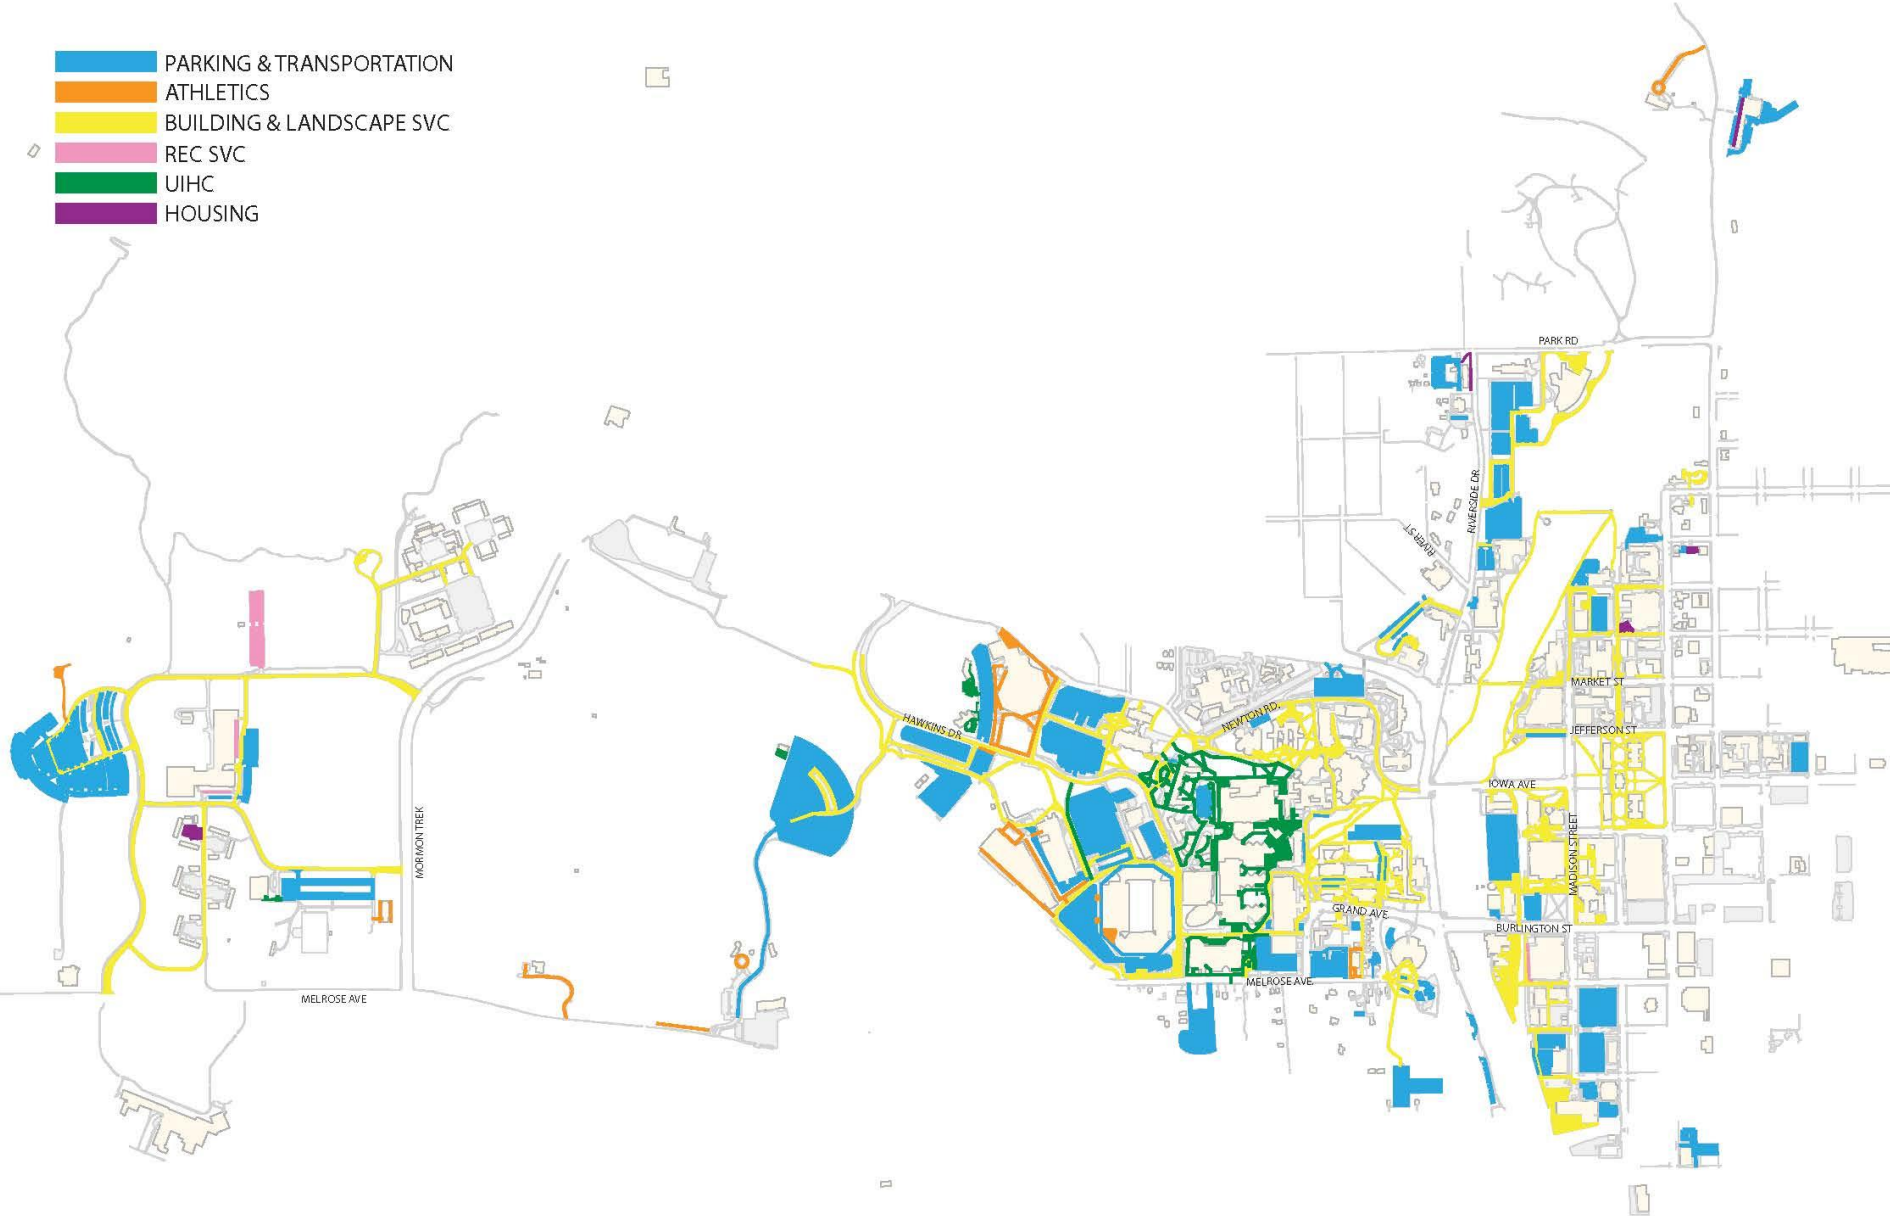 PARKING & TRANSPORTATION
ATHLETICS
BUILDING & LANDSCAPE SVC
REC SVC
UIHC
HOUSING
PARK RD
RIVERSIDE DR
RIVER ST
MARKET ST
HAWKINS DR
NEWTON RD.
JEFFERSON ST
IOWA AVE
MORMON TREK
MADISON STREET
GRAND AVE
BURLINGTON ST
MELROSE AVE.
MELROSE AVE